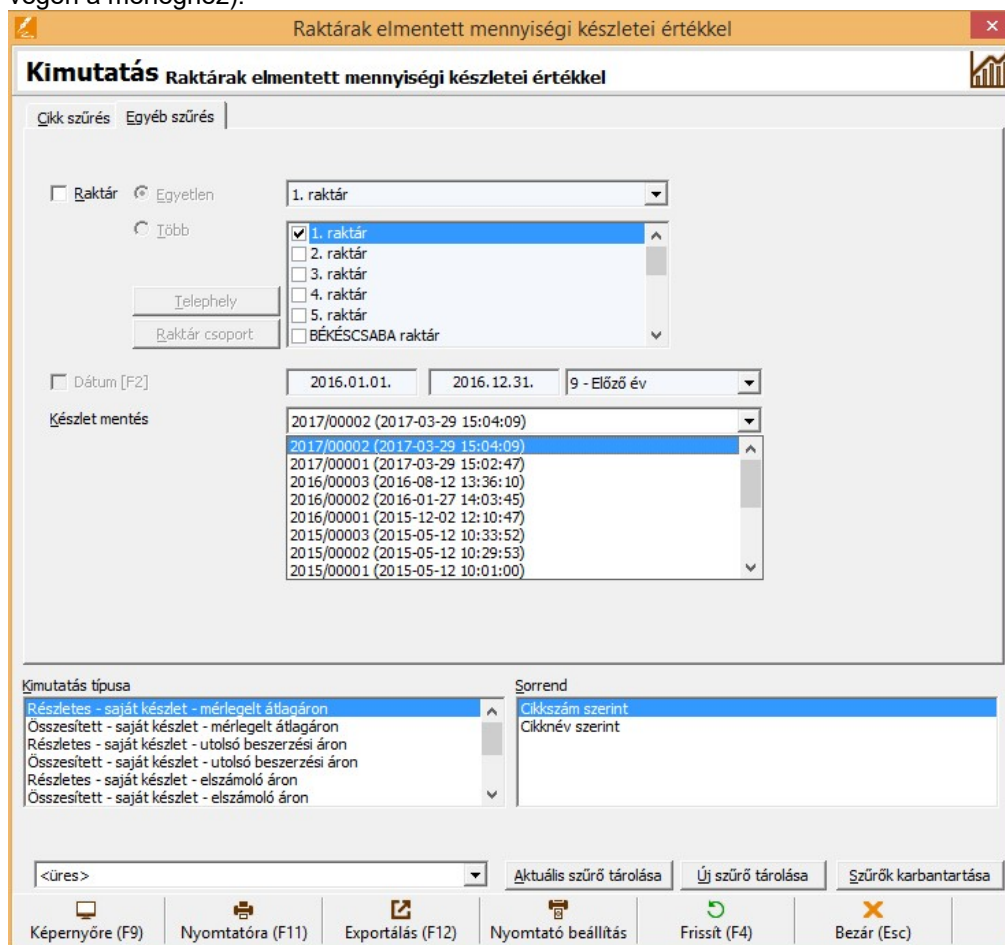 végén a menüghöz).
Raktárak elmentett mennyiségi készletei értékkel
Kimutatás Raktárak elmentett mennyiségi készletei értékkel
Cikk szűrés Egyéb szűrés
Raktár Egyetlen 1. raktár
Több
1. raktár
2. raktár
3. raktár
4. raktár
5. raktár
BÉKÉSCSABA raktár
Telephely
Raktár csoport
Dátum [F2] 2016.01.01. 2016.12.31. 9 - Előző év
Készlet mentés 2017/00002 (2017-03-29 15:04:09)
2017/00002 (2017-03-29 15:04:09)
2017/00001 (2017-03-29 15:02:47)
2016/00003 (2016-08-12 13:36:10)
2016/00002 (2016-01-27 14:03:45)
2016/00001 (2015-12-02 12:10:47)
2015/00003 (2015-05-12 10:33:52)
2015/00002 (2015-05-12 10:29:53)
2015/00001 (2015-05-12 10:01:00)
Kimutatás típusa
Részletes - saját készlet - mérlegelt átlagáron
Összesített - saját készlet - mérlegelt átlagáron
Részletes - saját készlet - utolsó beszerzési áron
Összesített - saját készlet - utolsó beszerzési áron
Részletes - saját készlet - elszámoló áron
Összesített - saját készlet - elszámoló áron
Sorrend
Cikkszám szerint
Cikknév szerint
<üres> Aktuális szűrő tárolása Új szűrő tárolása Szűrők karbantartása
Képernyőre (F9) Nyomtatóra (F11) Exportálás (F12) Nyomtató beállítás Frissít (F4) Bezár (Esc)